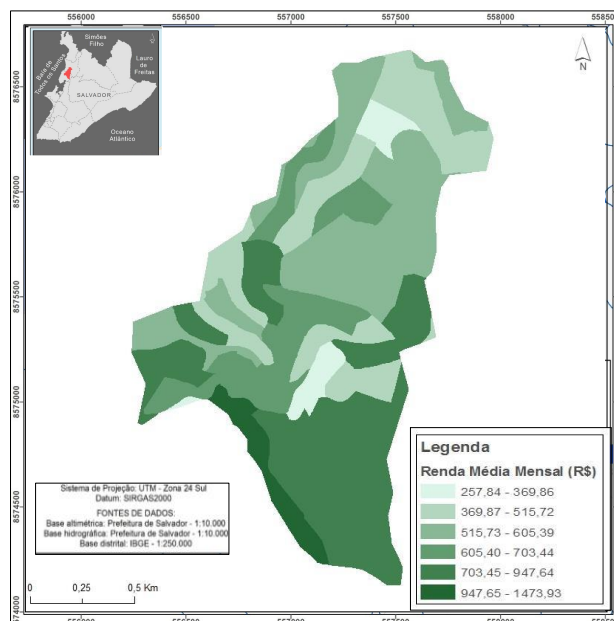 556000 556500 557000 557500 558000
Simões
Filho
Lauro
de
Freitas
Baía de
Todos os Santos
SALVADOR
Oceano
Atlântico
N
8576500
8576000
8575500
8575000
8574500
8574000
Sistema de Projeção: UTM - Zona 24 Sul
Datum: SIRGAS2000
FONTES DE DADOS:
Base altimétrica: Prefeitura de Salvador - 1:10.000
Base hidrográfica: Prefeitura de Salvador - 1:10.000
Base distrital: IBGE - 1:250.000
0 0,25 0,5 Km
Legenda
Renda Média Mensal (R$)
257,84 - 369,86
369,87 - 515,72
515,73 - 605,39
605,40 - 703,44
703,45 - 947,64
947,65 - 1473,93